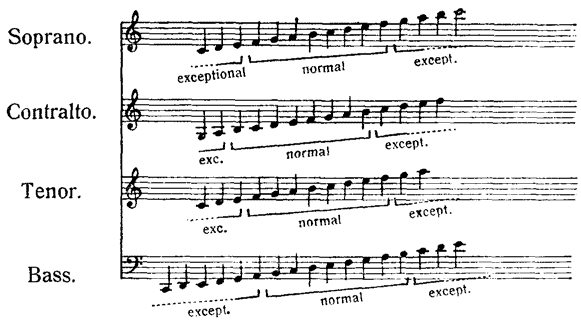 Soprano.
exceptional normal except.
Contralto.
exc. normal except.
Tenor.
exc. normal except.
Bass.
except. normal except.